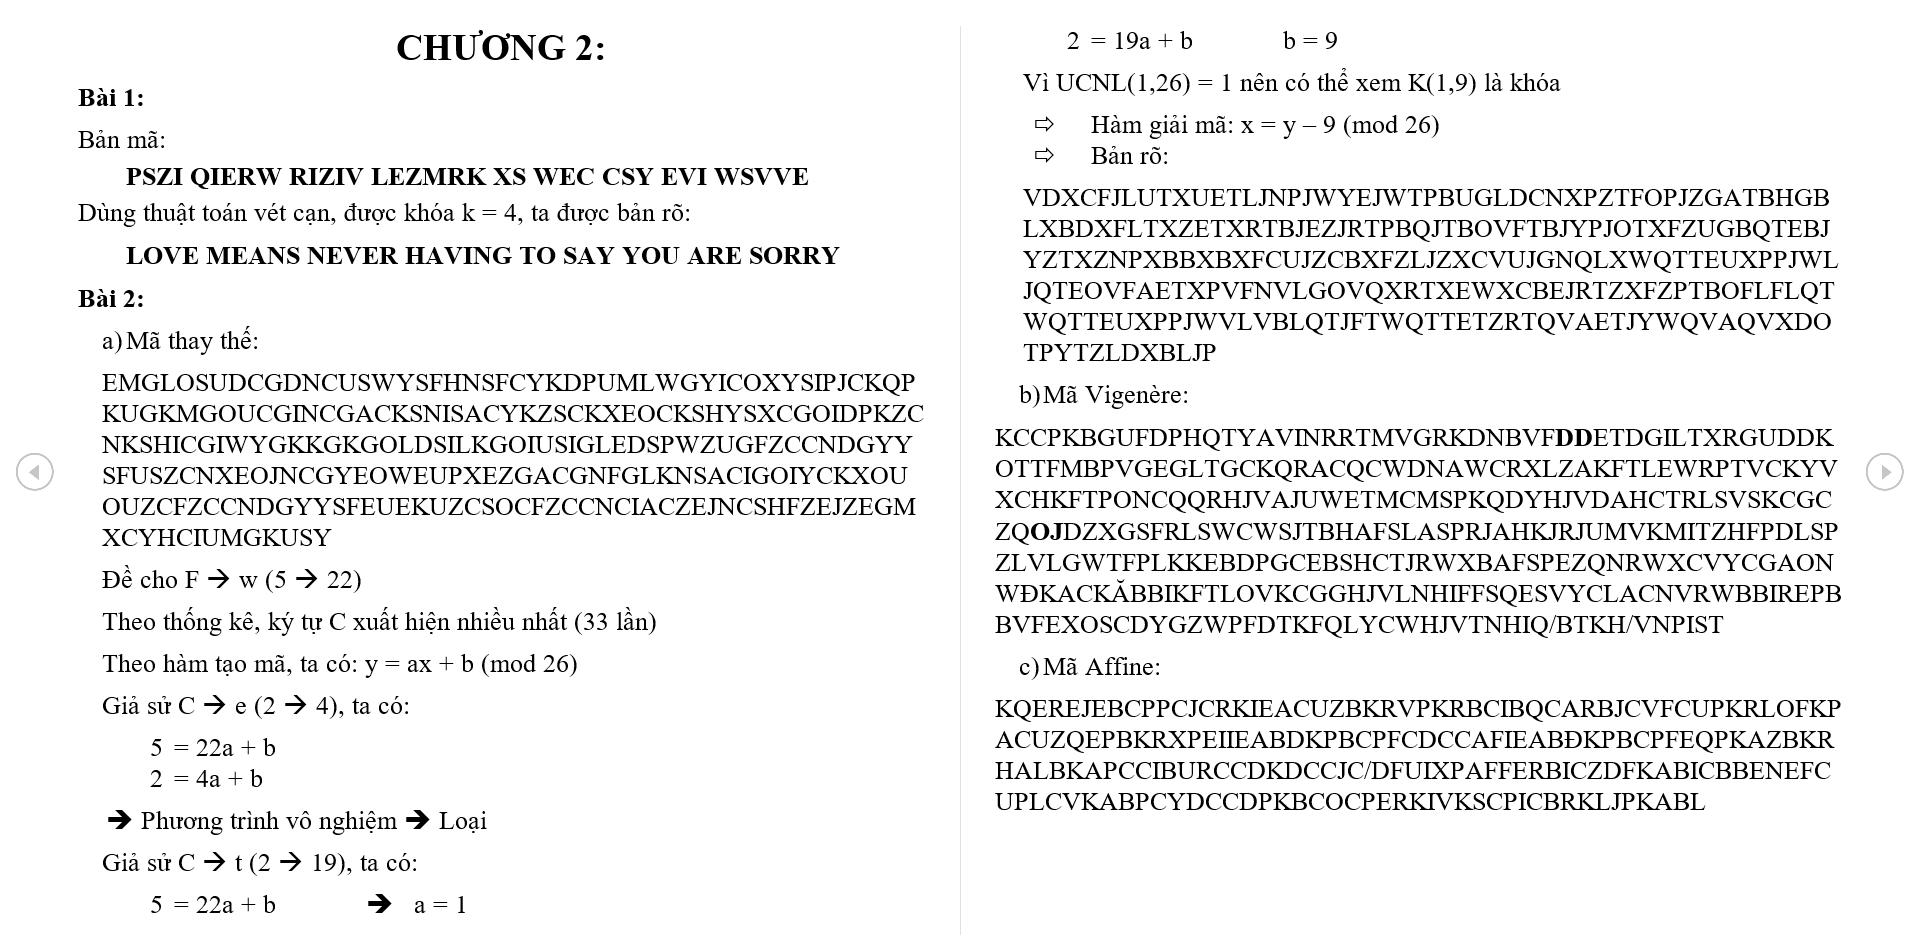 CHƯƠNG 2:
Bài 1:
Bản mã:
PSZI QIERW RIZIV LEZMRK XS WEC CSY EVI WSVVE
Dùng thuật toán vét cạn, được khóa k = 4, ta được bản rõ:
LOVE MEANS NEVER HAVING TO SAY YOU ARE SORRY
Bài 2:
a) Mã thay thế:
EMGLOSUDCGDNCUSWYSFHNSFCYKDPUMLWGYICOXYSIPJCKQP
KUGKMGOUCGINCGACKSNISACYKZSCKXEOCKSHYSXCGOIDPKZC
NKSHICGIWYGKKGKGOLDSILKGOIUSIGLEDSPWZUGFZCCNDGYY
SFUSZCNXEOJNCGYEOWEUPXEZGACGNFGLKNSACIGOIYCKXOU
OUZCFZCCNDGYYSFEUEKUZCSOCFZCCNCIACZEJNCSHFZEJZEGM
XCYHCIUMGKUSY
Đề cho F → w (5 → 22)
Theo thống kê, ký tự C xuất hiện nhiều nhất (33 lần)
Theo hàm tạo mã, ta có: y = ax + b (mod 26)
Giả sử C → e (2 → 4), ta có:
5 = 22a + b
2 = 4a + b
→ Phương trình vô nghiệm → Loại
Giả sử C → t (2 → 19), ta có:
5 = 22a + b → a = 1
2 = 19a + b b = 9
Vì UCNL(1,26) = 1 nên có thể xem K(1,9) là khóa
⇨ Hàm giải mã: x = y – 9 (mod 26)
⇨ Bản rõ:
VDXCFJLUTXUETLJNPJWYEJWTPBUGLDCNXPZTFOPJZGATBHGB
LXBDXFLTXZETXRTBJEZJRTPBQJTBOVFTBJYPJOTXFZUGBQTEBJ
YZTXZNPXBBXBXFCUJZCBXFZLJZXCVUJGNQLXWQTTEUXPPJWL
JQTEOVFAETXPVFNVLGOVQXRTXEWXCBEJRTZXFZPTBOFLFLQT
WQTTEUXPPJWVLVBLQTJFTWQTTETZRTQVAETJYWQVAQVXDO
TPYTZLDXBLJP
b) Mã Vigenère:
KCCPKBGUFDPHQTYAVINRRTMVGRKDNBVFDDETDGILTXRGUDDK
OTTFMBPVGEGLTGCKQRACQCWDNAWCRXLZAKFTLEWRPTVCKYV
XCHKFTPONCQQRHJVAJUWETMCMSPKQDYHJVDAHCTRLSVSKCGC
ZQOJDZXGSFRLSWCWSJTBHAFSLASPRJAHKJRJUMVKMITZHFPDLSP
ZLVLGWTFPLKKEBDPGCEBSHCTJRWXBAFSPEZQNRWXCVYCGAON
WĐKACKĂBBIKFTLOVKCGGHJVLNHIFFSQESVYCLACNVRWBBIREPB
BVFEXOSCDYGZWPFDTKFQLYCWHJVTNHIQ/BTKH/VNPIST
c) Mã Affine:
KQEREJEBCPPCJCRKIEACUZBKRVPKRBCIBQCARBJCVFCUPKRLOFKP
ACUZQEPBKRXPEIIEABDKPBCPFCDCCAFIEABĐKPBCPFEQPKAZBKR
HALBKAPCCIBURCCDKDCCJC/DFUIXPAFFERBICZDFKABICBBENEFC
UPLCVKABPCYDCCDPKBCOCPERKIVKSCPICBRKLJPKABL